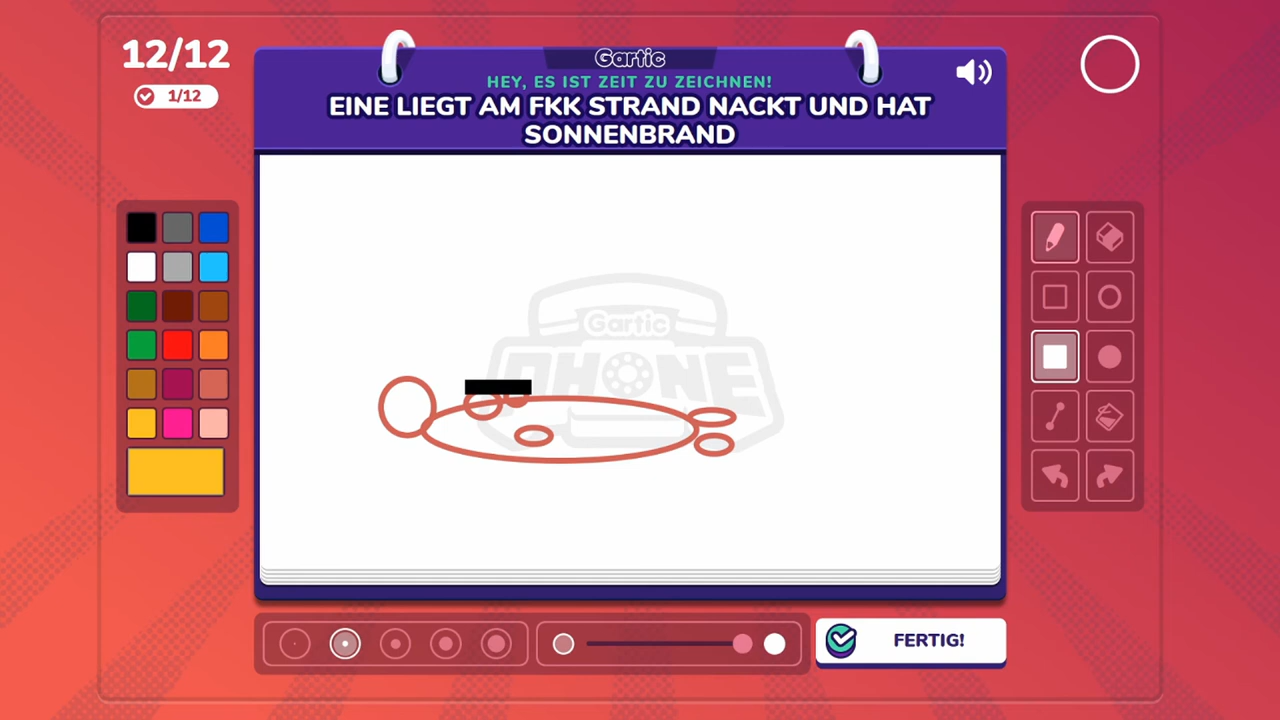 12/12
1/12
Gartic
HEY, ES IST ZEIT ZU ZEICHNEN!
EINE LIEGT AM FKK STRAND NACKT UND HAT
SONNENBRAND
Gartic
PHONE
FERTIG!